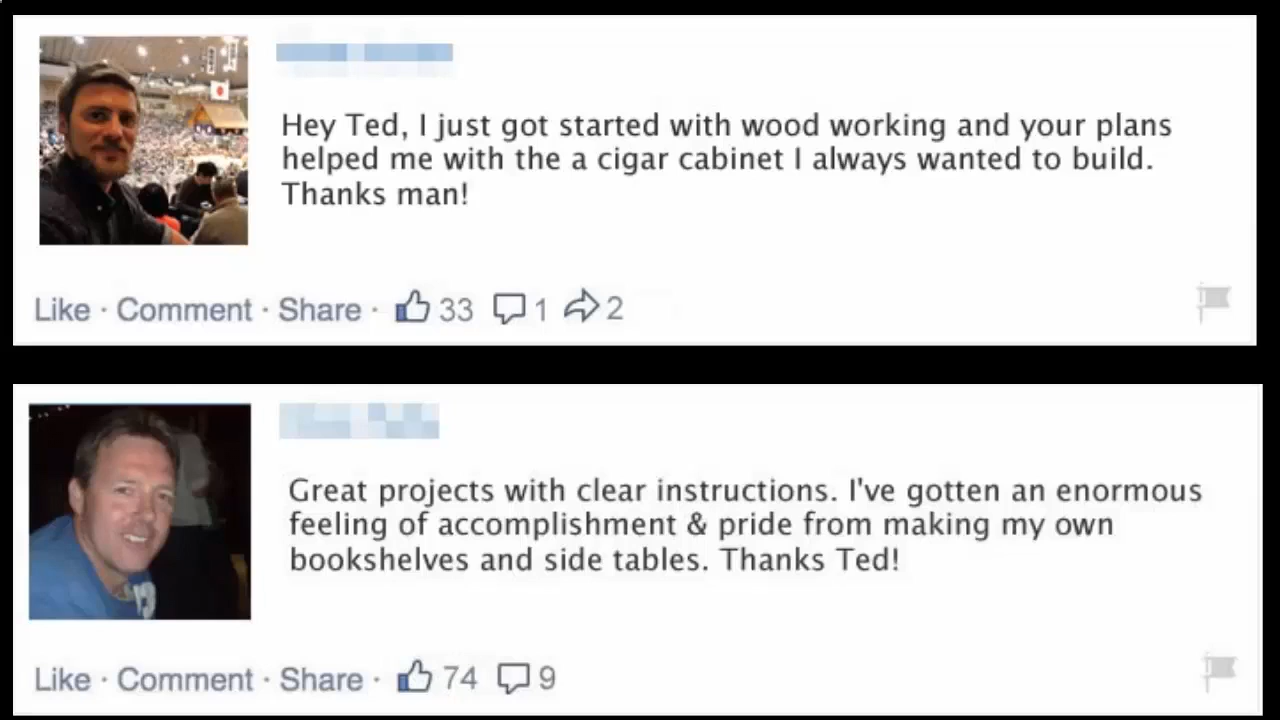 Hey Ted, I just got started with wood working and your plans
helped me with the a cigar cabinet I always wanted to build.
Thanks man!
Like · Comment · Share · 33 1 2
Great projects with clear instructions. I've gotten an enormous
feeling of accomplishment & pride from making my own
bookshelves and side tables. Thanks Ted!
Like · Comment · Share · 74 9